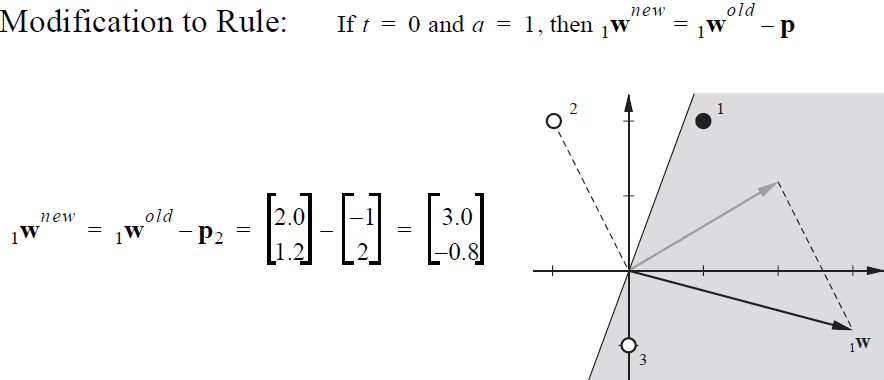 Modification to Rule: If t = 0 and a = 1, then ₁w^new = ₁w^old − p
2
1
₁w^new = ₁w^old − p₂ = [2.0 1.2] − [−1 2] = [3.0 −0.8]
₁w
3